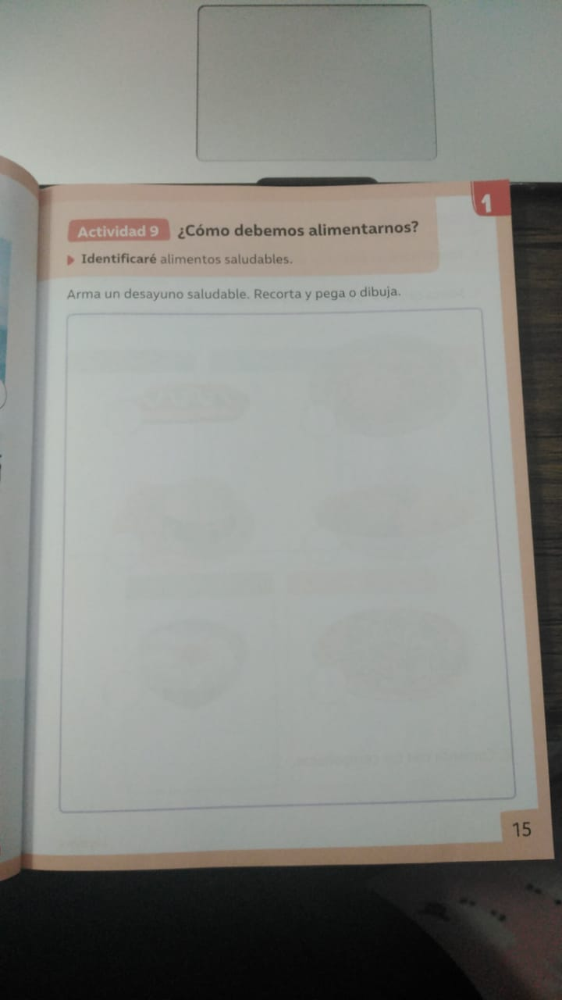 1
Actividad 9 ¿Cómo debemos alimentarnos?
Identificaré alimentos saludables.
Arma un desayuno saludable. Recorta y pega o dibuja.
15